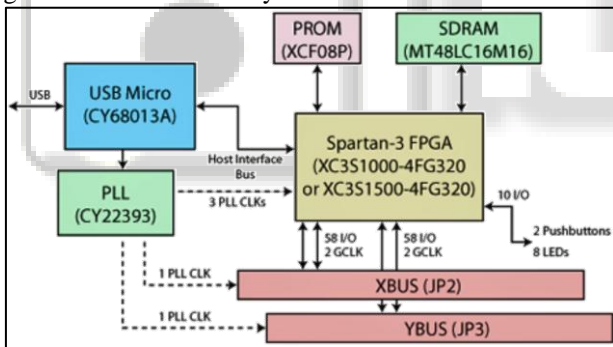 PROM
(XCF08P)
SDRAM
(MT48LC16M16)
USB
USB Micro
(CY68013A)
Host Interface
Bus
Spartan-3 FPGA
(XC3S1000-4FG320
or XC3S1500-4FG320)
PLL
(CY22393)
3 PLL CLKs
10 I/O
2 Pushbuttons
8 LEDs
58 I/O
2 GCLK
58 I/O
2 GCLK
1 PLL CLK
XBUS (JP2)
1 PLL CLK
YBUS (JP3)